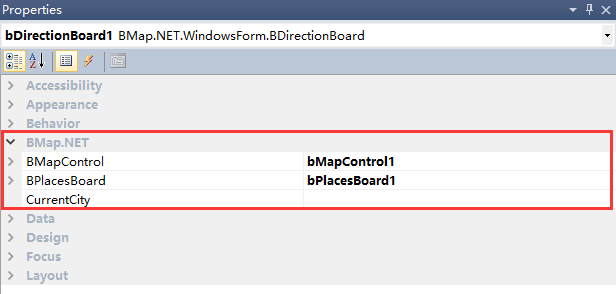 Properties
bDirectionBoard1 BMap.NET.WindowsForm.BDirectionBoard
A Z
Accessibility
Appearance
Behavior
BMap.NET
BMapControl bMapControl1
BPlacesBoard bPlacesBoard1
CurrentCity
Data
Design
Focus
Layout